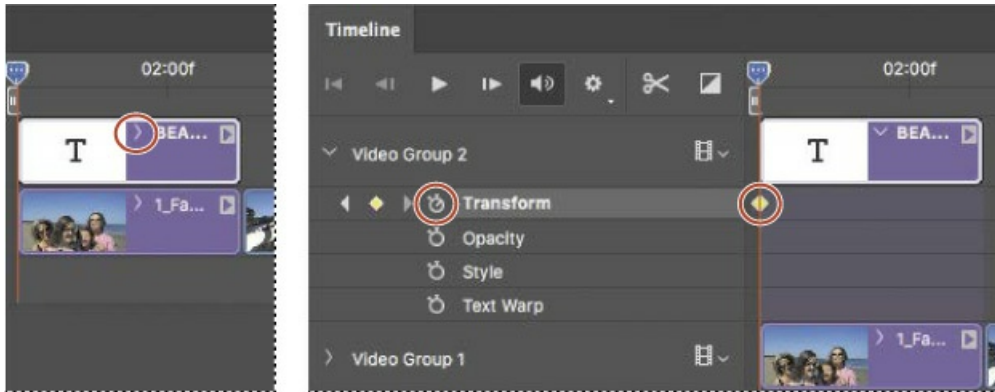 02:00f
T
BEA...
1_Fa...
Timeline
02:00f
Video Group 2
T
BEA...
Transform
Opacity
Style
Text Warp
Video Group 1
1_Fa...